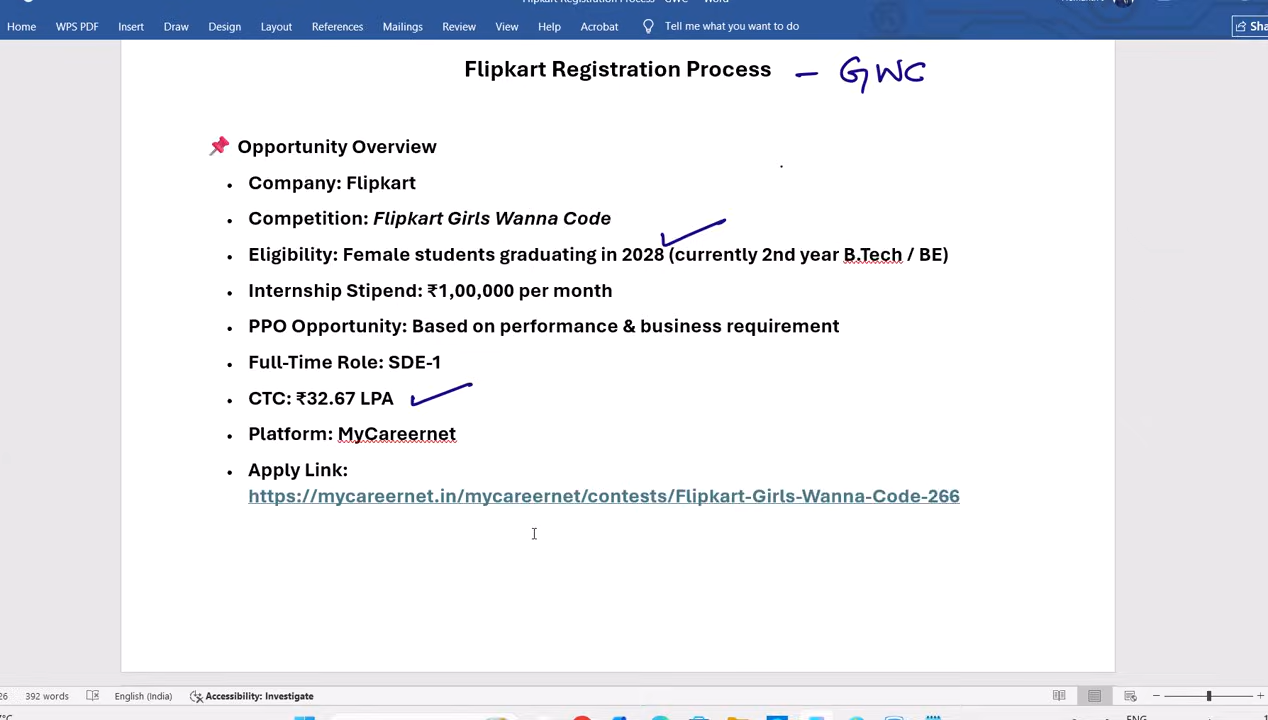 Home WPS PDF Insert Draw Design Layout References Mailings Review View Help Acrobat Tell me what you want to do
Flipkart Registration Process - GWC
📌 Opportunity Overview
• Company: Flipkart
• Competition: Flipkart Girls Wanna Code
• Eligibility: Female students graduating in 2028 (currently 2nd year B.Tech / BE)
• Internship Stipend: ₹1,00,000 per month
• PPO Opportunity: Based on performance & business requirement
• Full-Time Role: SDE-1
• CTC: ₹32.67 LPA
• Platform: MyCareernet
• Apply Link:
https://mycareernet.in/mycareernet/contests/Flipkart-Girls-Wanna-Code-266
26 392 words English (India) Accessibility: Investigate
ENG